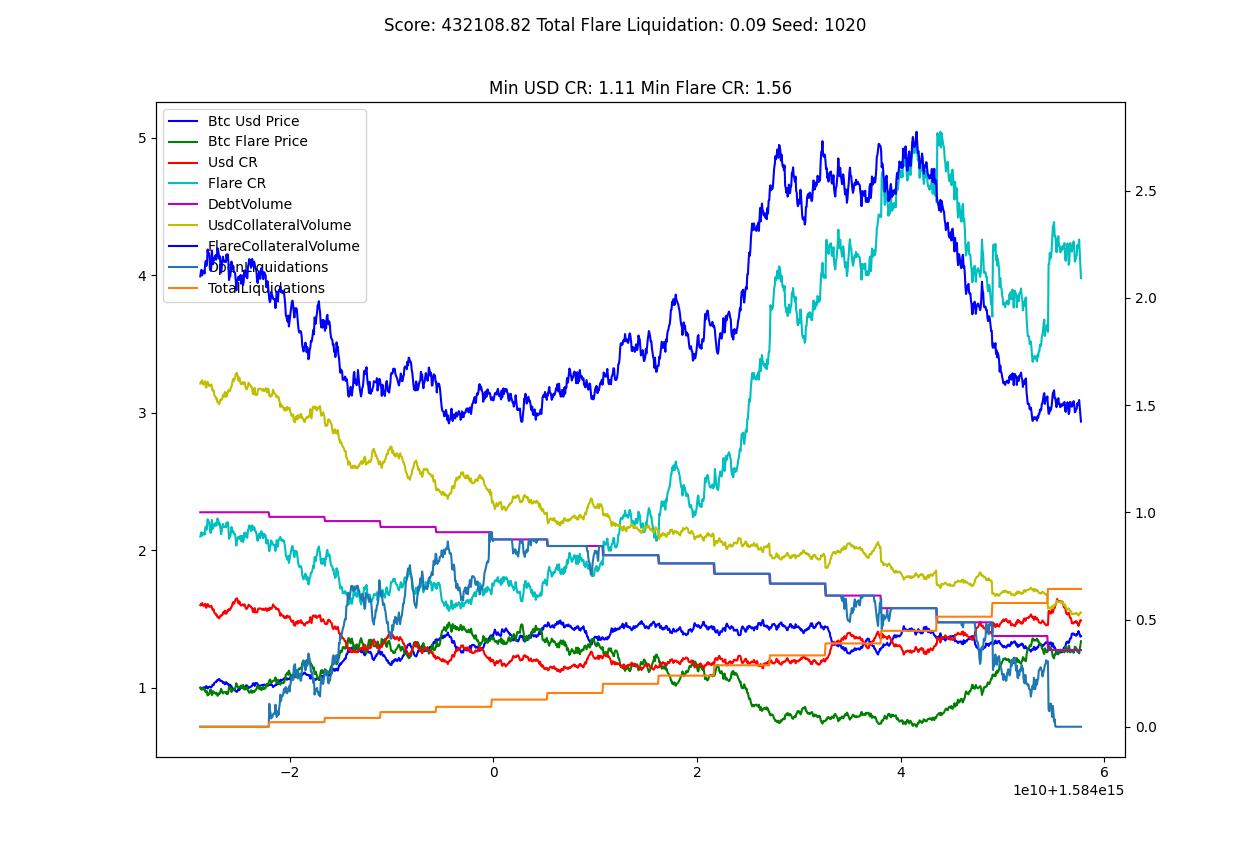 Score: 432108.82 Total Flare Liquidation: 0.09 Seed: 1020
Min USD CR: 1.11 Min Flare CR: 1.56
Btc Usd Price
Btc Flare Price
Usd CR
Flare CR
DebtVolume
UsdCollateralVolume
FlareCollateralVolume
OpenLiquidations
TotalLiquidations
5
4
3
2
1
2.5
2.0
1.5
1.0
0.5
0.0
−2 0 2 4 6
1e10+1.584e15